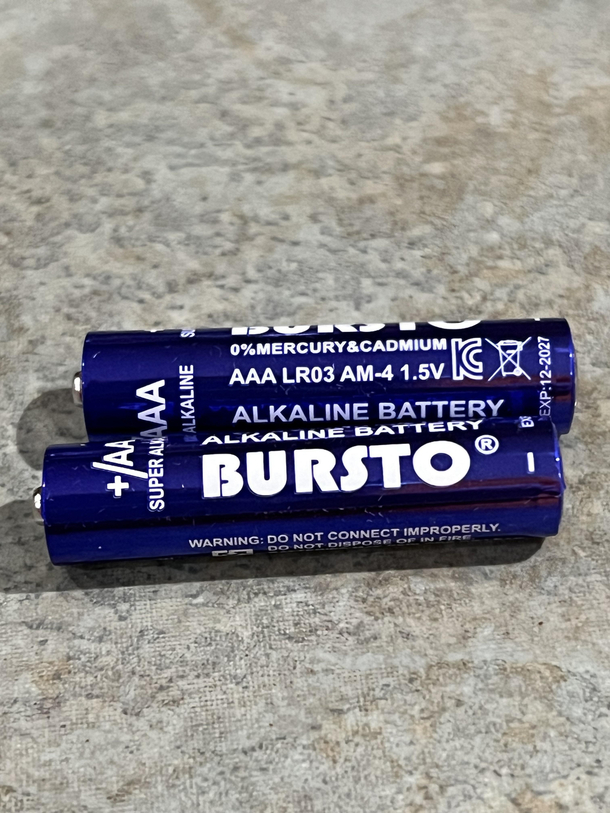 BURSTO
0%MERCURY&CADMIUM
AAA LR03 AM-4 1.5V
ALKALINE BATTERY
ALKALINE
AAA
EXP:12-2027
ALKALINE BATTERY
BURSTO®
+/AA
SUPER
WARNING: DO NOT CONNECT IMPROPERLY.
DO NOT DISPOSE OF IN FIRE